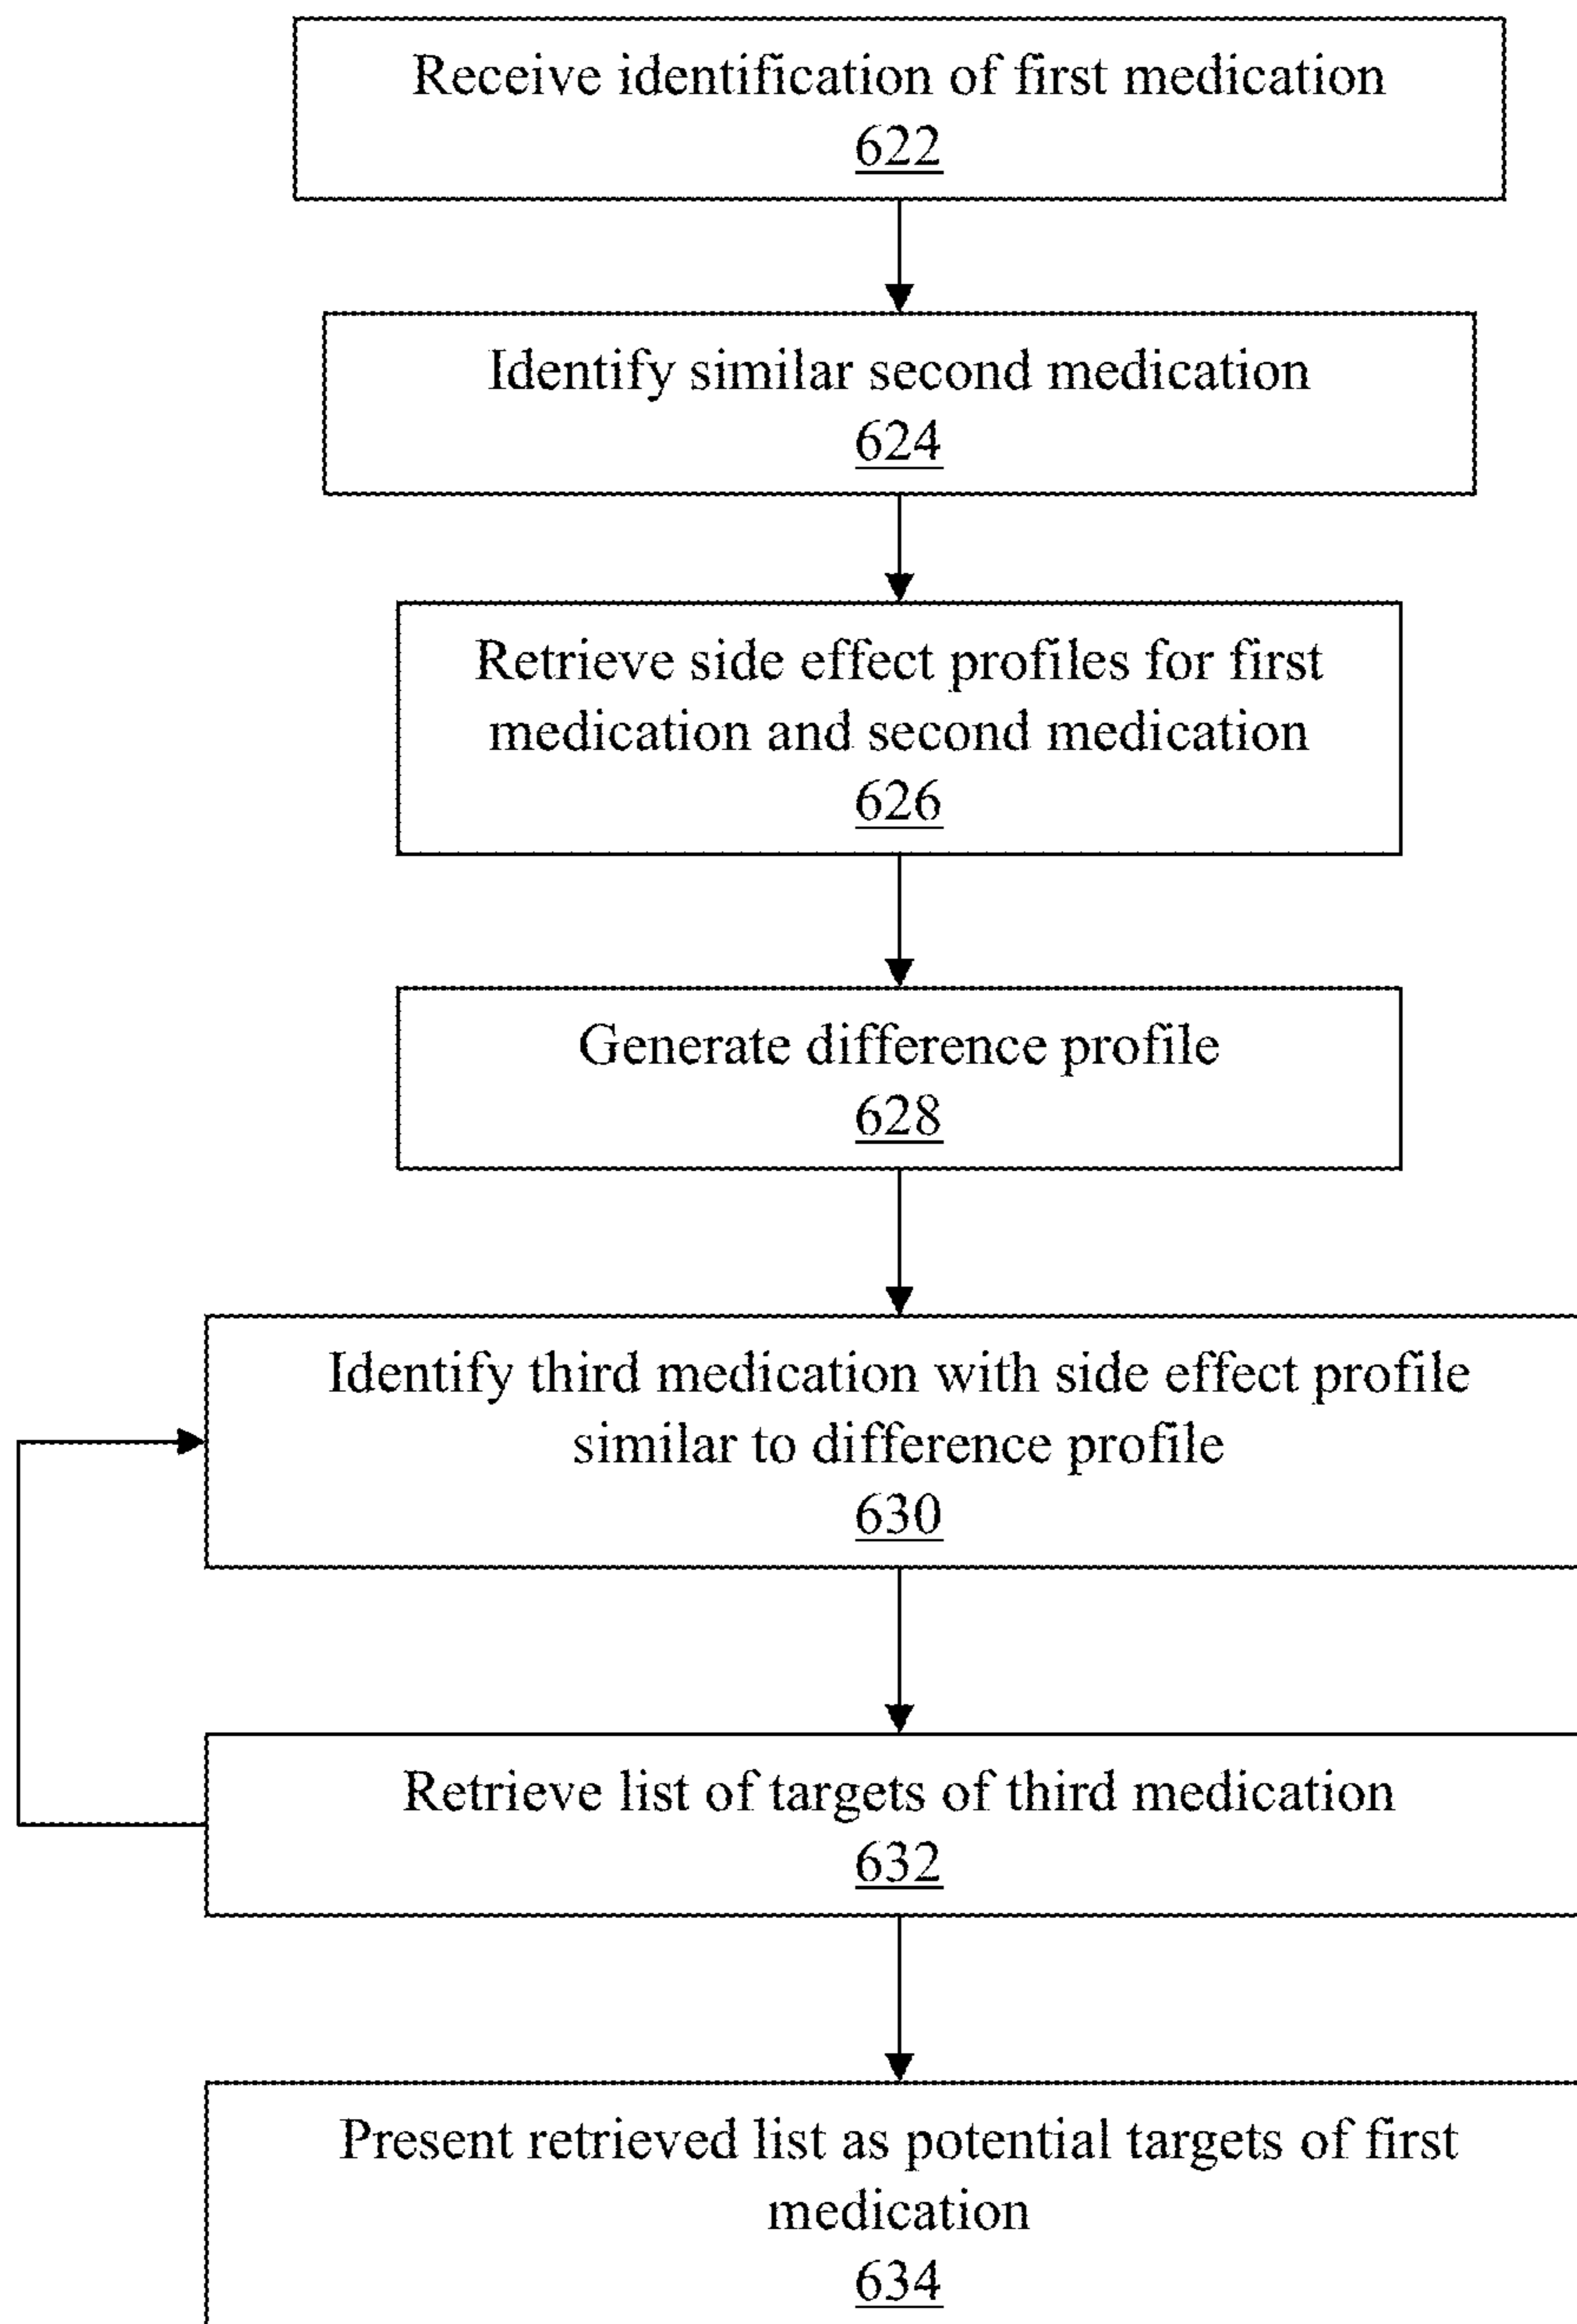 Receive identification of first medication
622
Identify similar second medication
624
Retrieve side effect profiles for first
medication and second medication
626
Generate difference profile
628
Identify third medication with side effect profile
similar to difference profile
630
Retrieve list of targets of third medication
632
Present retrieved list as potential targets of first
medication
634